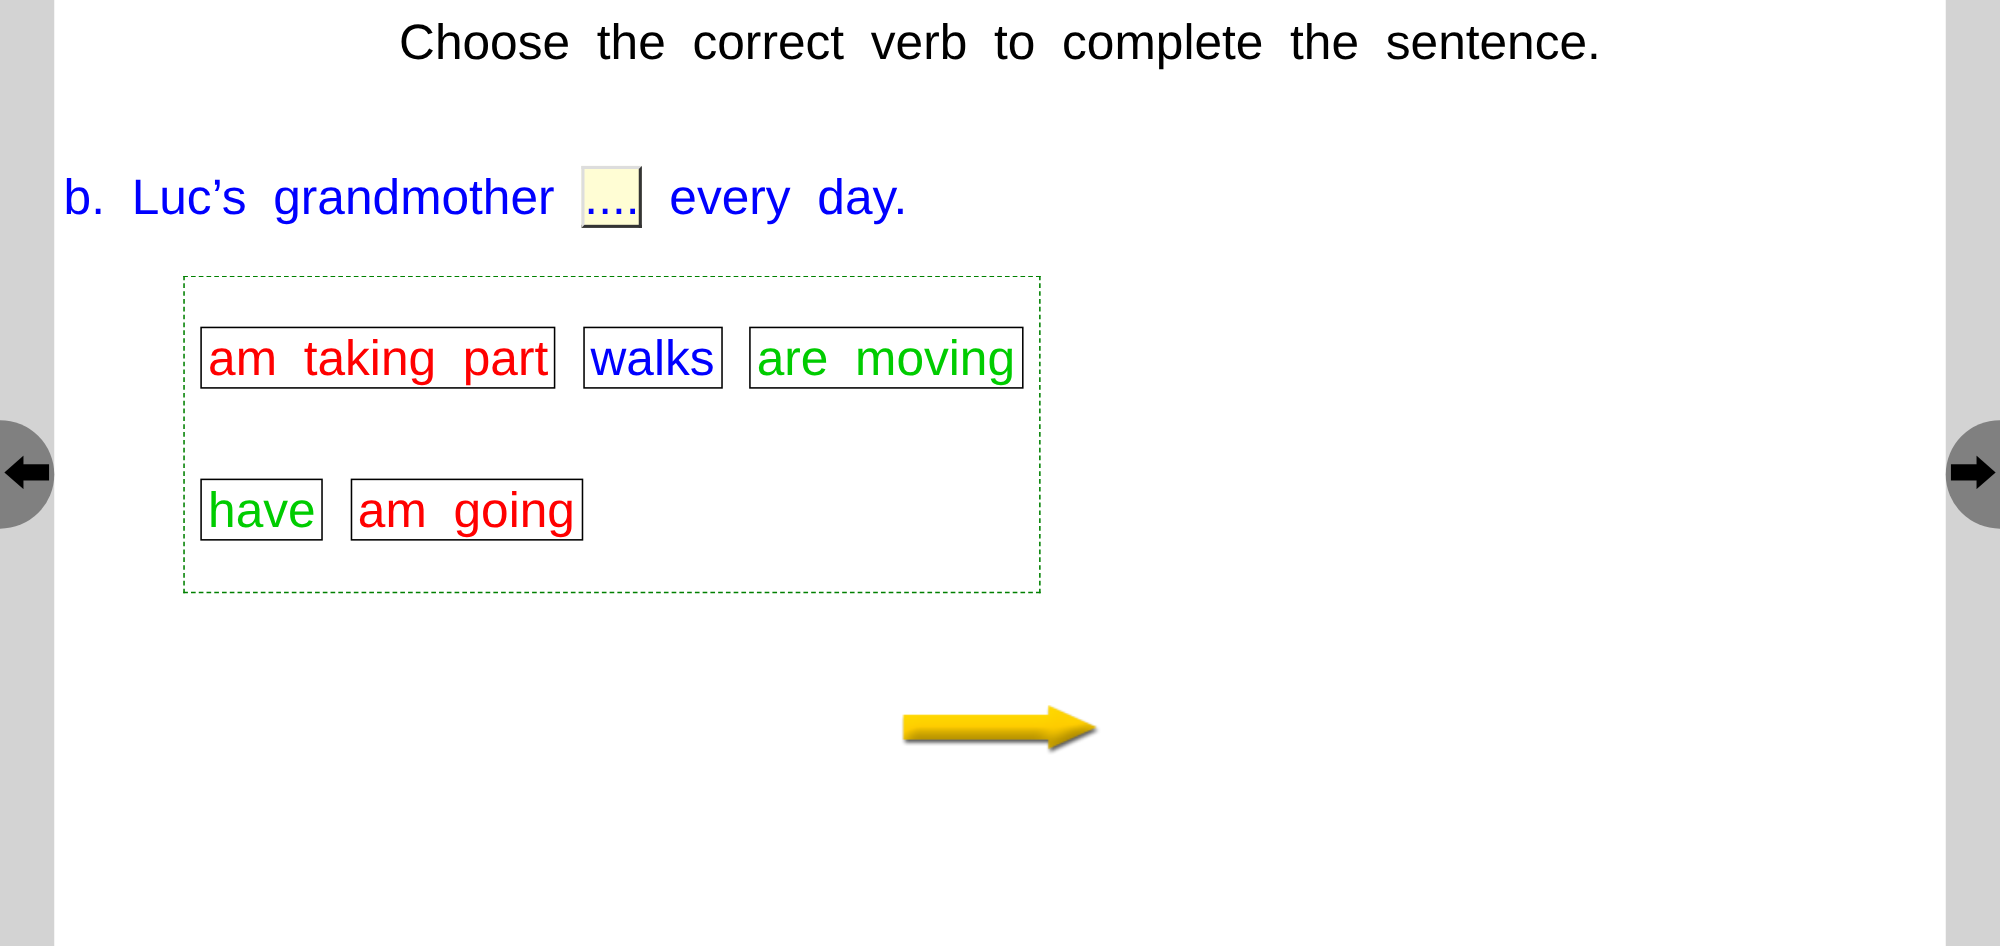 Choose the correct verb to complete the sentence.
b. Luc’s grandmother .... every day.
am taking part walks are moving
have am going